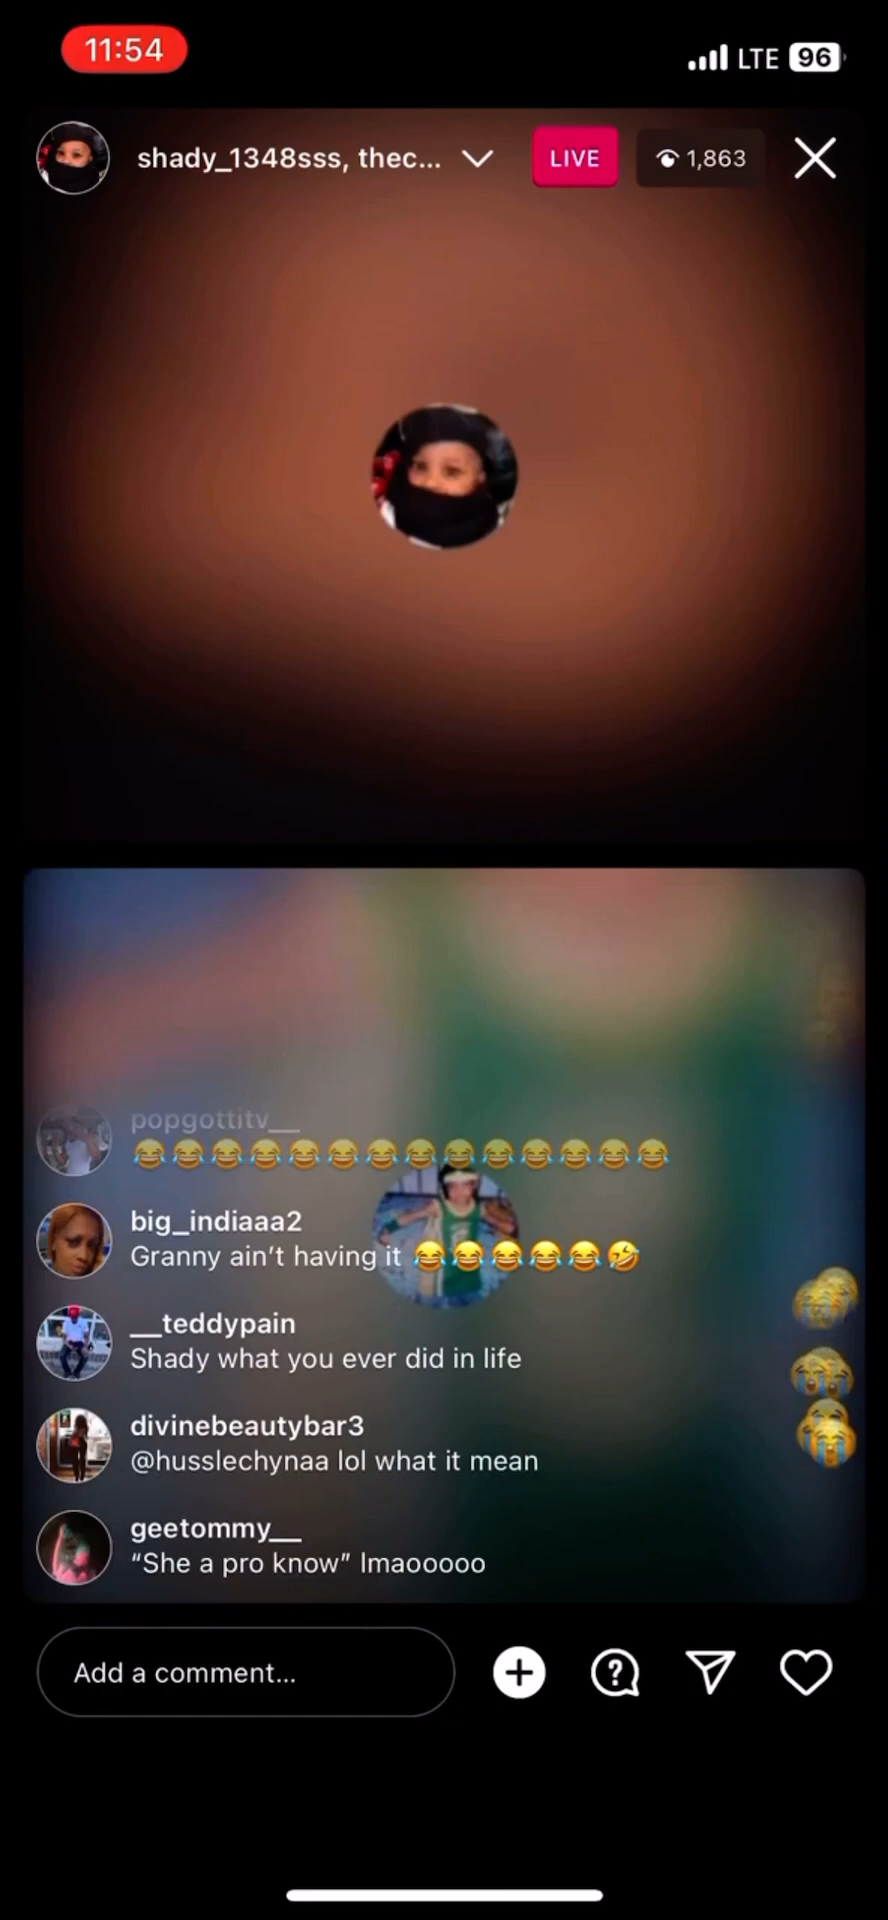 11:54
LTE 96
shady_1348sss, thec...
LIVE
1,863
popgottitv__
😂😂😂😂😂😂😂😂😂😂😂😂😂😂
big_indiaaa2
Granny ain’t having it 😂😂😂😂😂🤣
__teddypain
Shady what you ever did in life
divinebeautybar3
@husslechynaa lol what it mean
geetommy__
“She a pro know” lmaooooo
Add a comment...